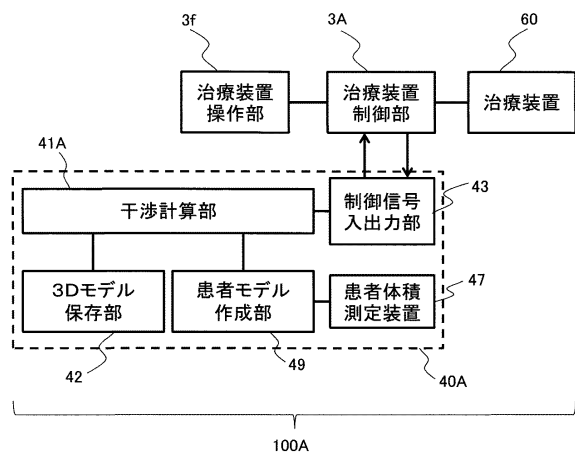 3f
3A
60
治療装置
操作部
治療装置
制御部
治療装置
41A
干渉計算部
制御信号
入出力部
43
3Dモデル
保存部
患者モデル
作成部
患者体積
測定装置
47
42
49
40A
100A